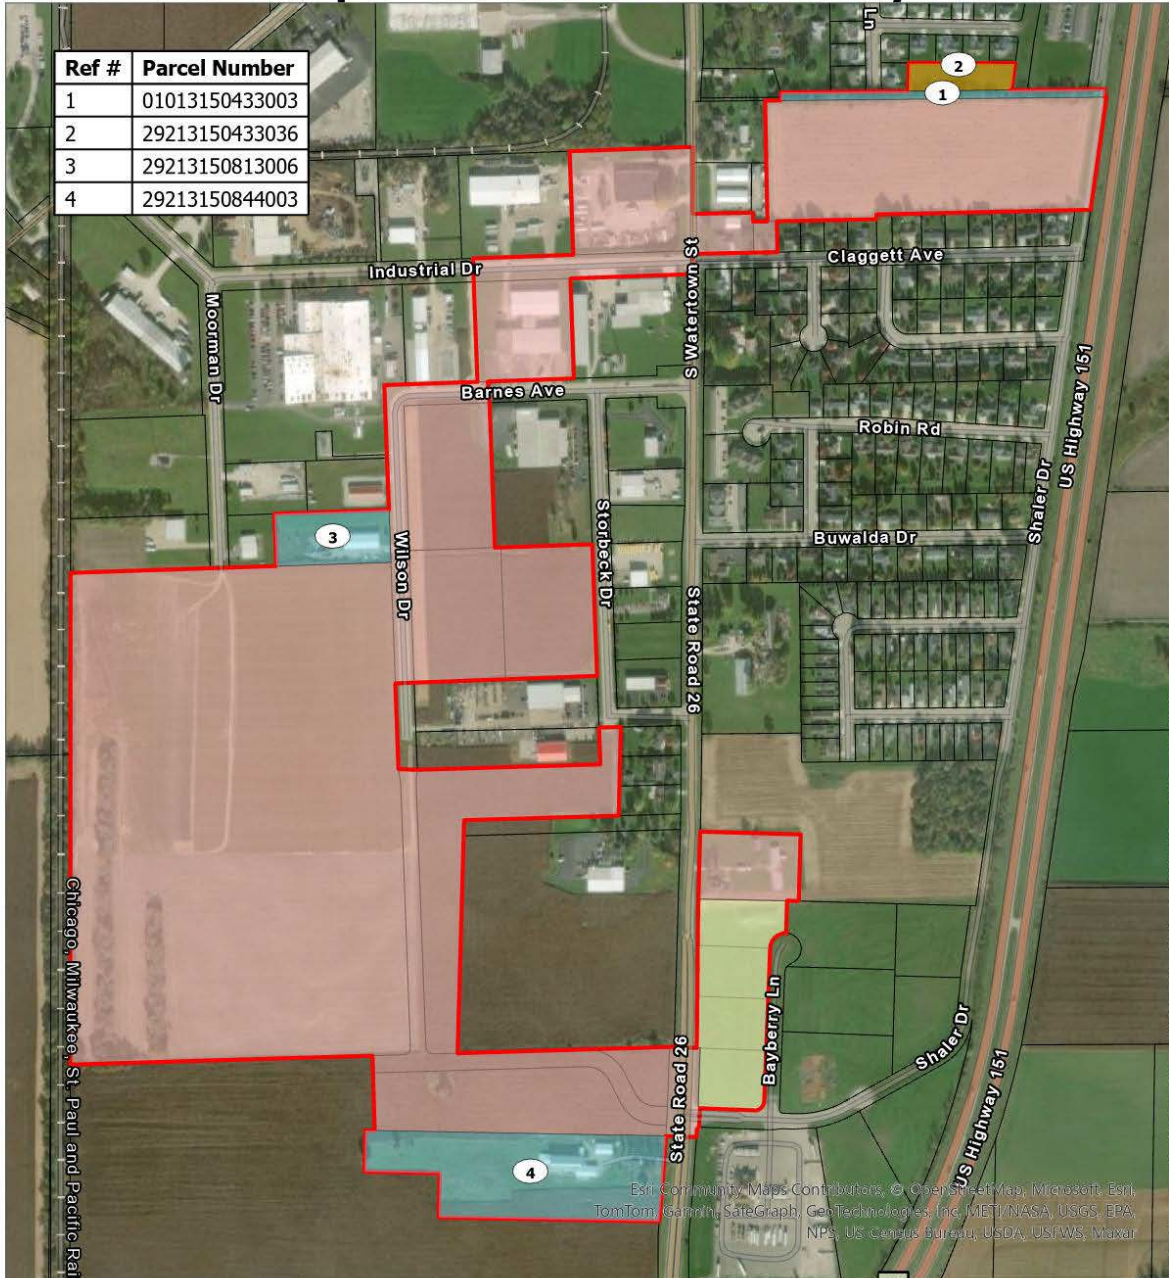 Ref # Parcel Number
1 01013150433003
2 29213150433036
3 29213150813006
4 29213150844003
Ln
2
1
Industrial Dr
Claggett Ave
S Watertown St
Moorman Dr
Barnes Ave
US Highway 151
Robin Rd
Shaler Dr
Buwalda Dr
3
Wilson Dr
Storbeck Dr
State Road 26
Chicago, Milwaukee, St. Paul and Pacific Rai
Bayberry Ln
Shaler Dr
State Road 26
US Highway 151
4
Esri Community Maps Contributors, © OpenStreetMap, Microsoft, Esri,
TomTom, Garmin, SafeGraph, GeoTechnologies, Inc, METI/NASA, USGS, EPA,
NPS, US Census Bureau, USDA, USFWS, Maxar